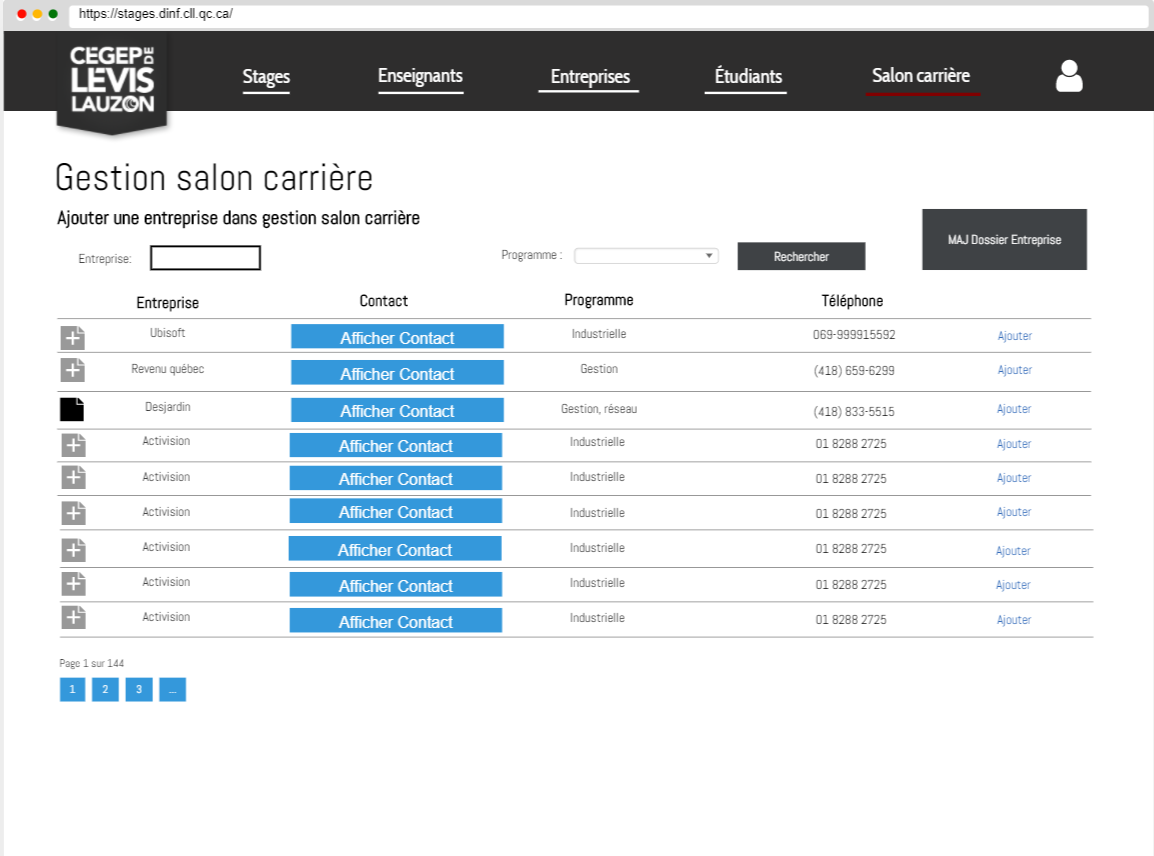 https://stages.dinf.cll.qc.ca/
CEGEP DE
LEVIS
LAUZON
Stages Enseignants Entreprises Étudiants Salon carrière
Gestion salon carrière
Ajouter une entreprise dans gestion salon carrière
MAJ Dossier Entreprise
Entreprise: Programme : Rechercher
Entreprise Contact Programme Téléphone
Ubisoft Afficher Contact Industrielle 069-999915592 Ajouter
Revenu québec Afficher Contact Gestion (418) 659-6299 Ajouter
Desjardin Afficher Contact Gestion, réseau (418) 833-5515 Ajouter
Activision Afficher Contact Industrielle 01 8288 2725 Ajouter
Activision Afficher Contact Industrielle 01 8288 2725 Ajouter
Activision Afficher Contact Industrielle 01 8288 2725 Ajouter
Activision Afficher Contact Industrielle 01 8288 2725 Ajouter
Activision Afficher Contact Industrielle 01 8288 2725 Ajouter
Activision Afficher Contact Industrielle 01 8288 2725 Ajouter
Page 1 sur 144
1 2 3 ...